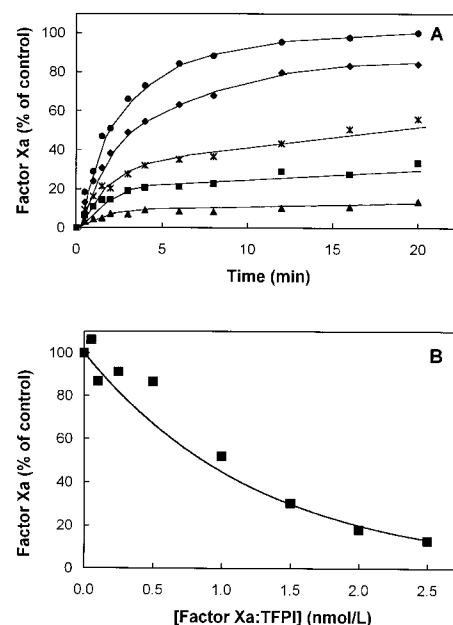 A
Factor Xa (% of control)
100
80
60
40
20
0
0 5 10 15 20
Time (min)
B
Factor Xa (% of control)
100
80
60
40
20
0
0.0 0.5 1.0 1.5 2.0 2.5
[Factor Xa:TFPI] (nmol/L)